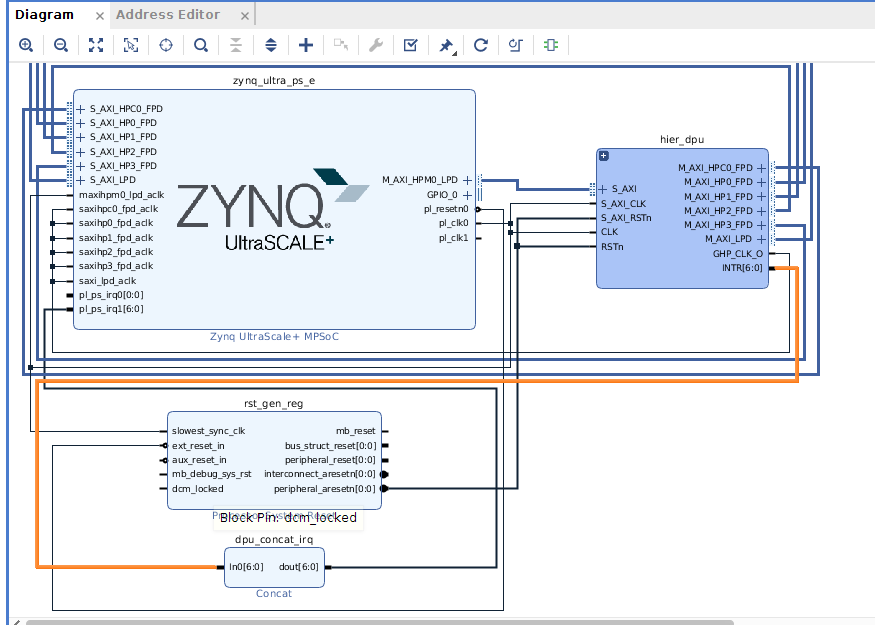 Diagram × Address Editor ×
zynq_ultra_ps_e
S_AXI_HPC0_FPD
S_AXI_HP0_FPD
S_AXI_HP1_FPD
S_AXI_HP2_FPD
S_AXI_HP3_FPD
S_AXI_LPD
maxihpm0_lpd_aclk
saxihpc0_fpd_aclk
saxihp0_fpd_aclk
saxihp1_fpd_aclk
saxihp2_fpd_aclk
saxihp3_fpd_aclk
saxi_lpd_aclk
pl_ps_irq0[0:0]
pl_ps_irq1[6:0]
ZYNQ
UltraSCALE+
M_AXI_HPM0_LPD
GPIO_0
pl_resetn0
pl_clk0
pl_clk1
Zynq UltraScale+ MPSoC
hier_dpu
S_AXI
S_AXI_CLK
S_AXI_RSTn
CLK
RSTn
M_AXI_HPC0_FPD
M_AXI_HP0_FPD
M_AXI_HP1_FPD
M_AXI_HP2_FPD
M_AXI_HP3_FPD
M_AXI_LPD
GHP_CLK_O
INTR[6:0]
rst_gen_reg
slowest_sync_clk
ext_reset_in
aux_reset_in
mb_debug_sys_rst
dcm_locked
mb_reset
bus_struct_reset[0:0]
peripheral_reset[0:0]
interconnect_aresetn[0:0]
peripheral_aresetn[0:0]
Block Pin: dcm_locked
dpu_concat_irq
In0[6:0]
dout[6:0]
Concat